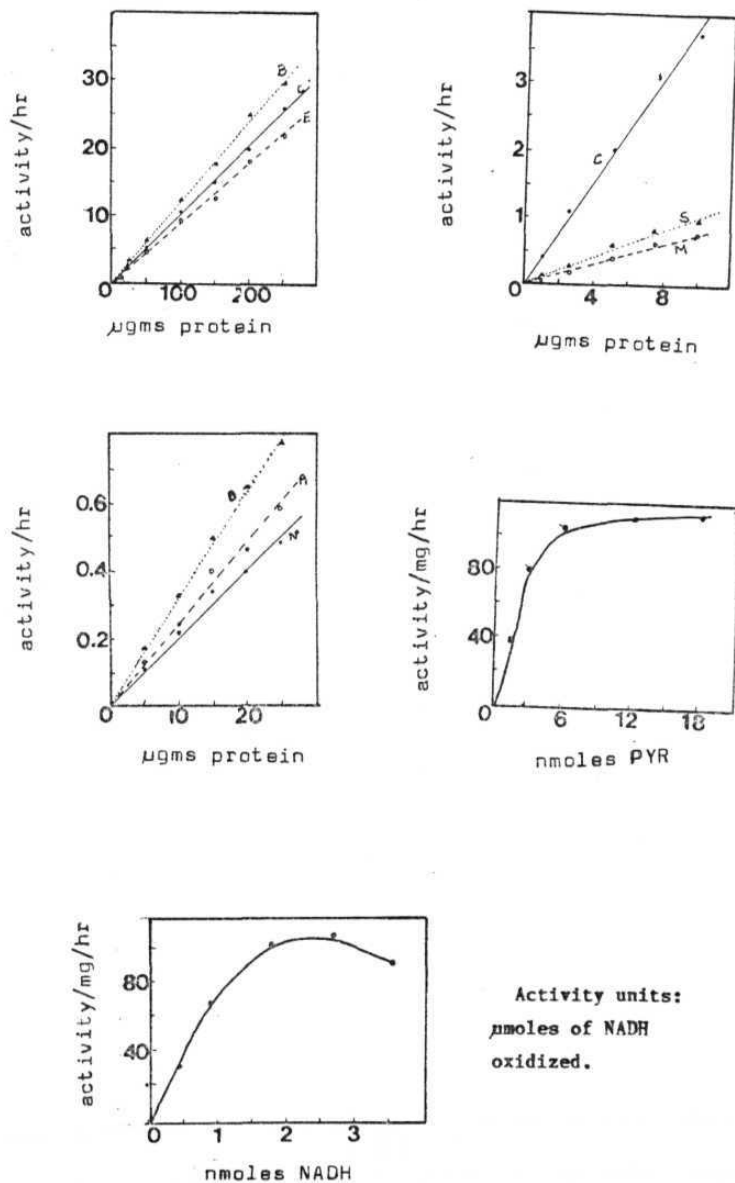 activity/hr
30
20
10
0
100
200
B
C
E
µgms protein
activity/hr
3
2
1
0
4
8
C
S
M
µgms protein
activity/hr
0.6
0.4
0.2
0
10
20
B
N
µgms protein
activity/mg/hr
80
40
0
6
12
18
nmoles PYR
activity/mg/hr
80
40
0
1
2
3
nmoles NADH
Activity units:
µmoles of NADH
oxidized.